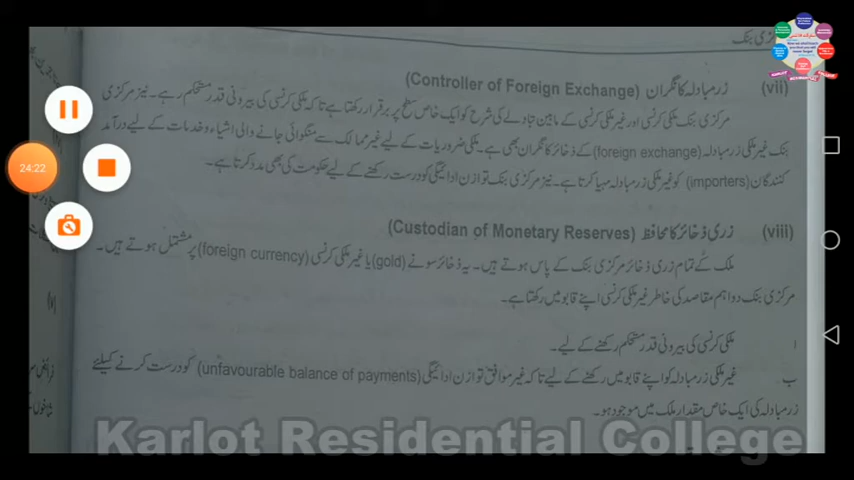 مرکزی بنک
(vii) زرمبادلہ کا نگران (Controller of Foreign Exchange)
مرکزی بنک ملکی کرنسی اور غیر ملکی کرنسی کے مابین تبادلے کی شرح کو ایک خاص سطح پر برقرار رکھتا ہے تاکہ ملکی کرنسی کی بیرونی قدر مستحکم رہے۔ نیز مرکزی
بنک غیر ملکی زرمبادلہ (foreign exchange) کے ذخائر کا نگران بھی ہے۔ ملکی ضروریات کے لیے غیر ممالک سے منگوائی جانے والی اشیاء و خدمات کے لیے درآمد
کنندگان (importers) کو غیر ملکی زرمبادلہ مہیا کرتا ہے۔ نیز مرکزی بنک توازن ادائیگی کو درست رکھنے کے لیے حکومت کی بھی مدد کرتا ہے۔
(viii) زری ذخائر کا محافظ (Custodian of Monetary Reserves)
ملک کے تمام زری ذخائر مرکزی بنک کے پاس ہوتے ہیں۔ یہ ذخائر سونے (gold) یا غیر ملکی کرنسی (foreign currency) پر مشتمل ہوتے ہیں۔
مرکزی بنک دو اہم مقاصد کی خاطر غیر ملکی کرنسی اپنے قابو میں رکھتا ہے۔
ا ملکی کرنسی کی بیرونی قدر مستحکم رکھنے کے لیے۔
ب غیر ملکی زرمبادلہ کو اپنے قابو میں رکھنے کے لیے تاکہ غیر موافق توازن ادائیگی (unfavourable balance of payments) کو درست کرنے کیلئے
زرمبادلہ کی ایک خاص مقدار ملک میں موجود ہو۔
24:22
Karlot Residential College